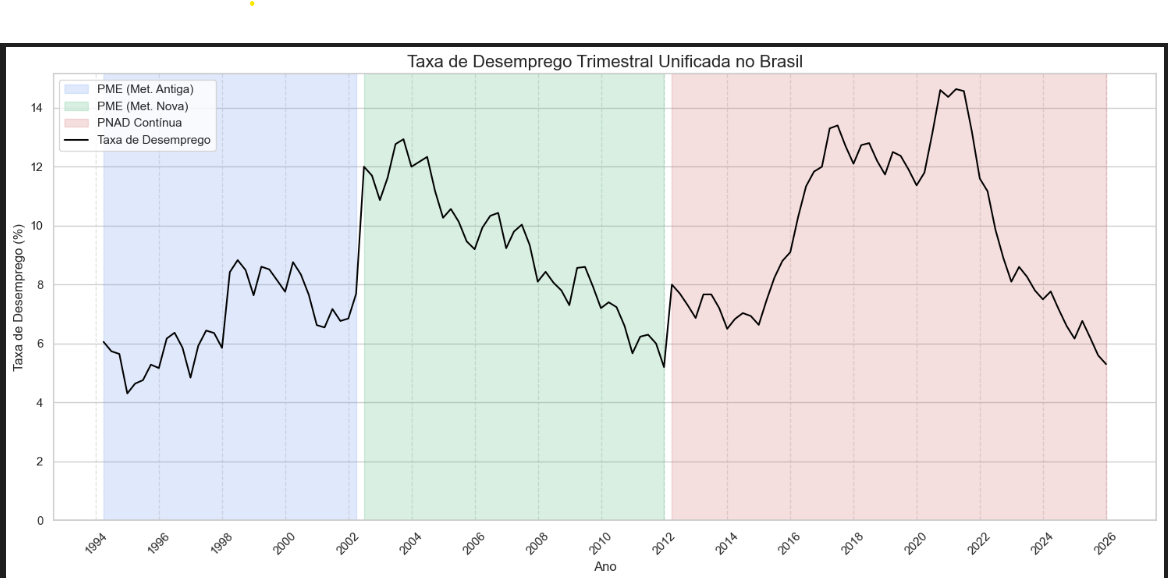 Taxa de Desemprego Trimestral Unificada no Brasil
PME (Met. Antiga)
PME (Met. Nova)
PNAD Contínua
Taxa de Desemprego
Taxa de Desemprego (%)
14
12
10
8
6
4
2
0
1994 1996 1998 2000 2002 2004 2006 2008 2010 2012 2014 2016 2018 2020 2022 2024 2026
Ano